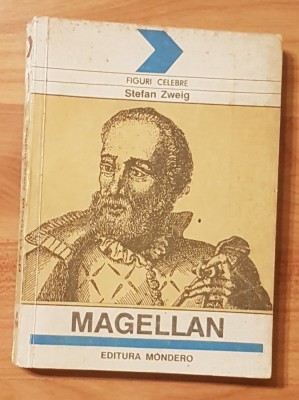 FIGURI CELEBRE
Stefan Zweig
MAGELLAN
EDITURA MONDERO